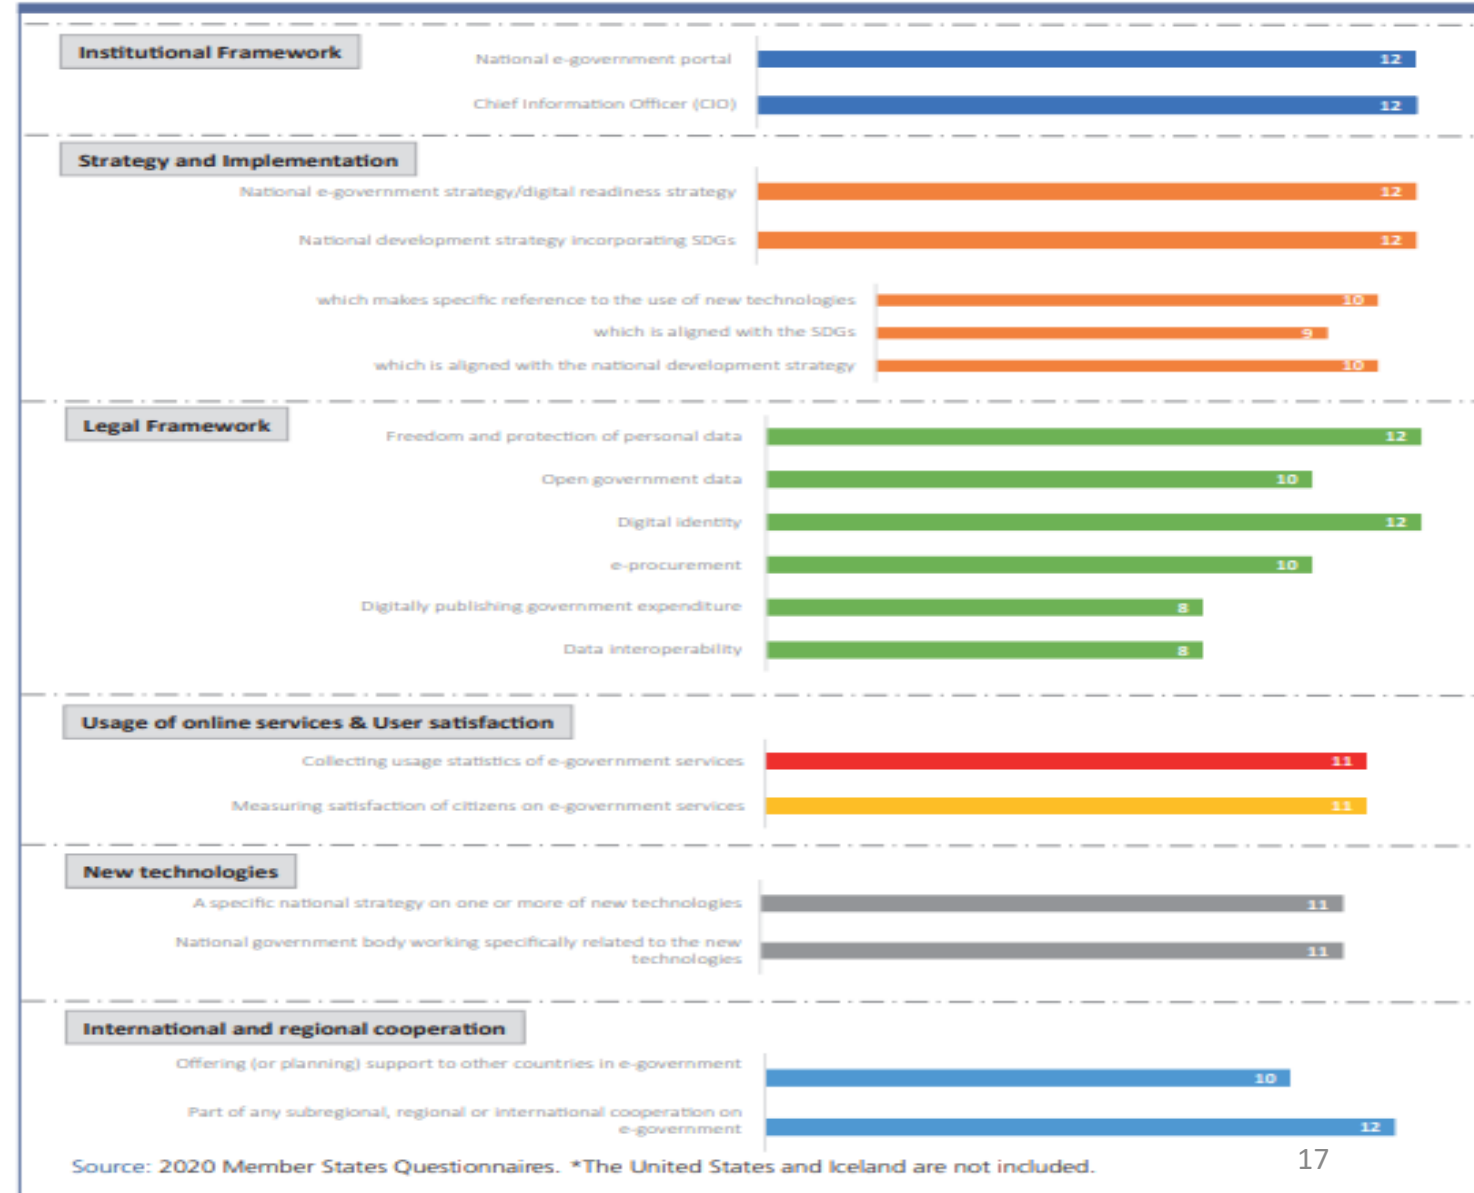 Institutional Framework
National e-government portal 12
Chief Information Officer (CIO) 12
Strategy and Implementation
National e-government strategy/digital readiness strategy 12
National development strategy incorporating SDGs 12
which makes specific reference to the use of new technologies 10
which is aligned with the SDGs 9
which is aligned with the national development strategy 10
Legal Framework
Freedom and protection of personal data 12
Open government data 10
Digital identity 12
e-procurement 10
Digitally publishing government expenditure 8
Data interoperability 8
Usage of online services & User satisfaction
Collecting usage statistics of e-government services 11
Measuring satisfaction of citizens on e-government services 11
New technologies
A specific national strategy on one or more of new technologies 11
National government body working specifically related to the new
technologies 11
International and regional cooperation
Offering (or planning) support to other countries in e-government 10
Part of any subregional, regional or international cooperation on
e-government 12
Source: 2020 Member States Questionnaires. *The United States and Iceland are not included. 17